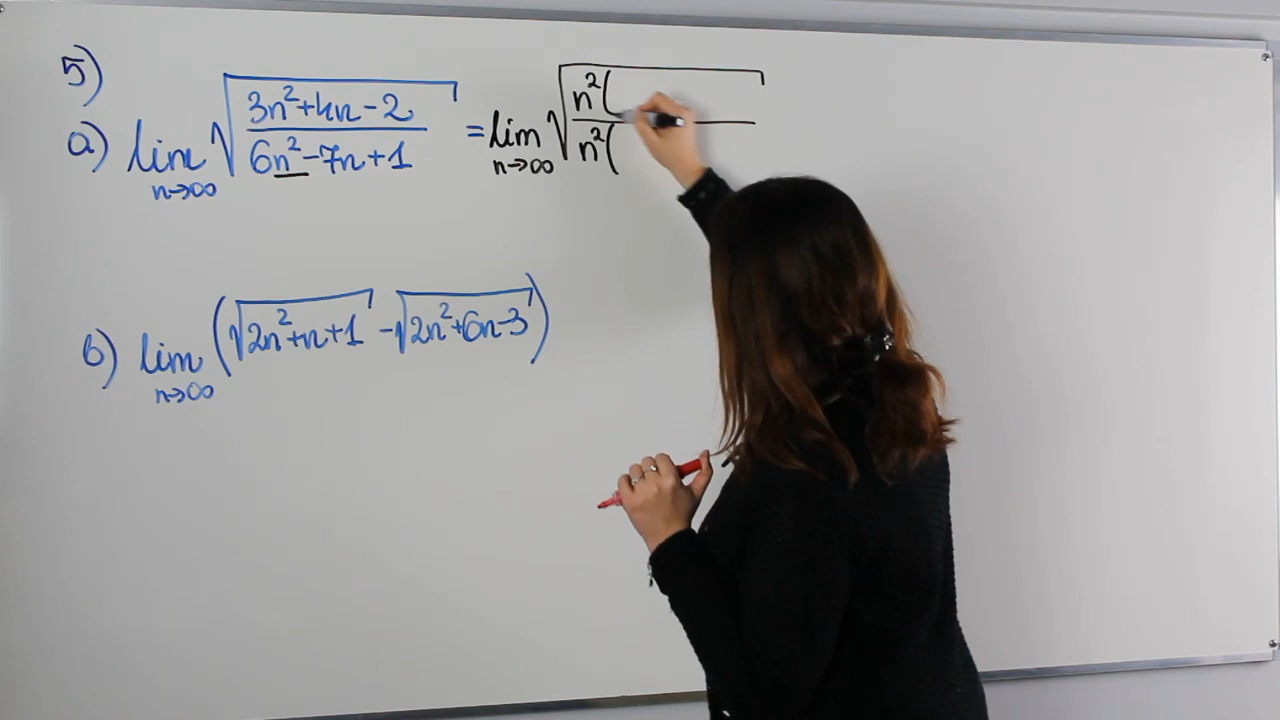 5)
a) lim n→∞ √((3n²+4n-2)/(6n²-7n+1)) = lim n→∞ √(n²(/n²(
б) lim n→∞ (√(2n²+n+1) - √(2n²+6n-3))